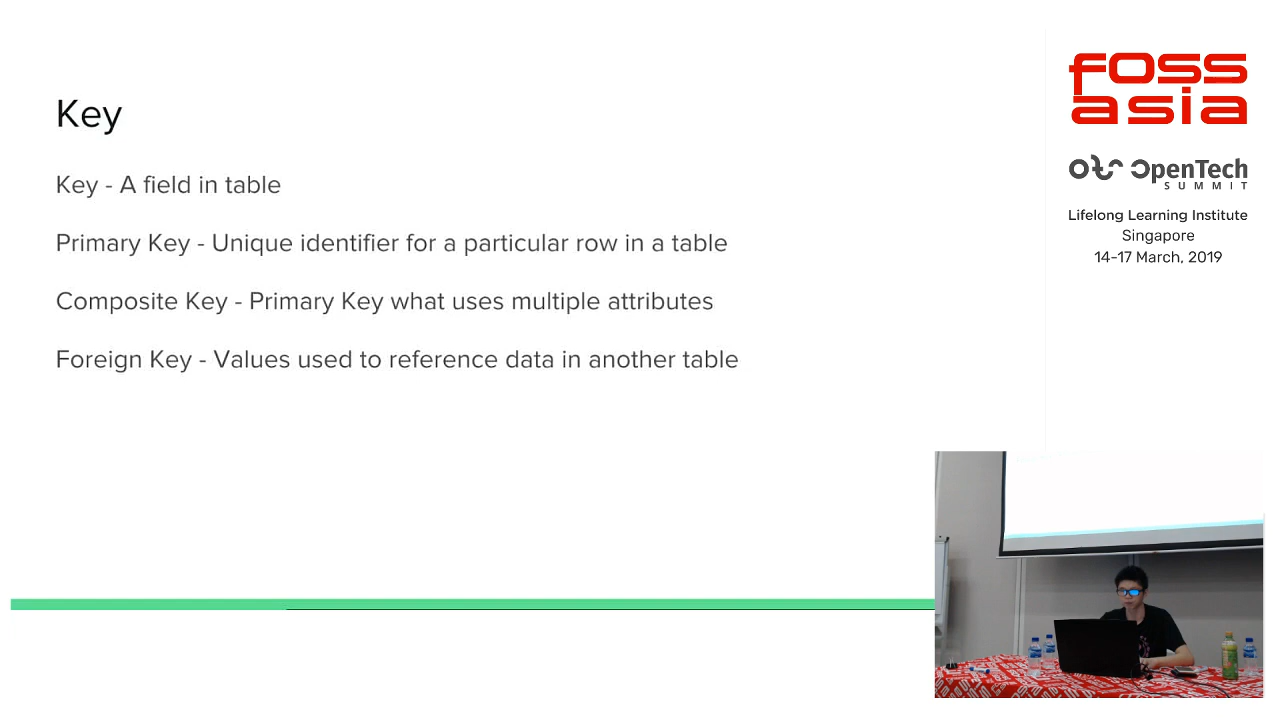 Key
Key - A field in table
Primary Key - Unique identifier for a particular row in a table
Composite Key - Primary Key what uses multiple attributes
Foreign Key - Values used to reference data in another table
fOSS
asia
OpenTech
SUMMIT
Lifelong Learning Institute
Singapore
14-17 March, 2019